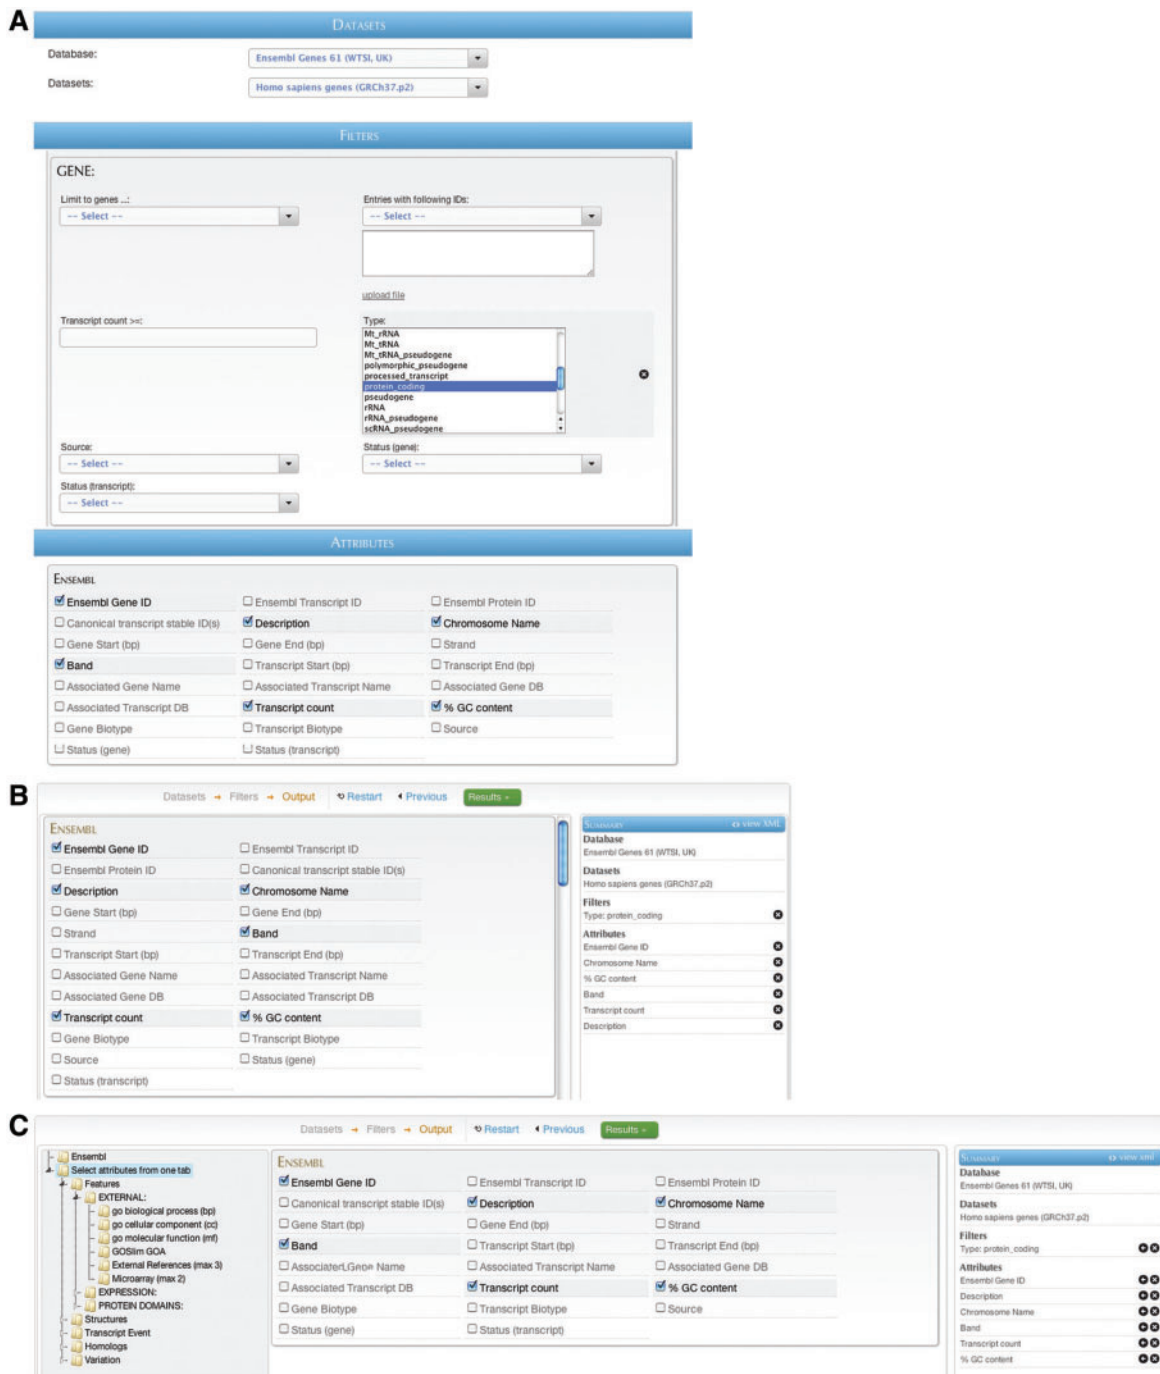 A
DATASETS
Database:
Ensembl Genes 61 (WTSI, UK)
Datasets:
Homo sapiens genes (GRCh37.p2)
FILTERS
GENE:
Limit to genes ...:
Entries with following IDs:
-- Select --
-- Select --
upload file
Transcript count >=:
Type:
Mt_rRNA
Mt_tRNA
Mt_tRNA_pseudogene
polymorphic_pseudogene
processed_transcript
protein_coding
pseudogene
rRNA
rRNA_pseudogene
scRNA_pseudogene
Source:
Status (gene):
-- Select --
-- Select --
Status (transcript):
-- Select --
ATTRIBUTES
ENSEMBL
Ensembl Gene ID Ensembl Transcript ID Ensembl Protein ID
Canonical transcript stable ID(s) Description Chromosome Name
Gene Start (bp) Gene End (bp) Strand
Band Transcript Start (bp) Transcript End (bp)
Associated Gene Name Associated Transcript Name Associated Gene DB
Associated Transcript DB Transcript count % GC content
Gene Biotype Transcript Biotype Source
Status (gene) Status (transcript)
B
Datasets → Filters → Output Restart Previous Results
ENSEMBL
Ensembl Gene ID Ensembl Transcript ID
Ensembl Protein ID Canonical transcript stable ID(s)
Description Chromosome Name
Gene Start (bp) Gene End (bp)
Strand Band
Transcript Start (bp) Transcript End (bp)
Associated Gene Name Associated Transcript Name
Associated Gene DB Associated Transcript DB
Transcript count % GC content
Gene Biotype Transcript Biotype
Source Status (gene)
Status (transcript)
SUMMARY view XML
Database
Ensembl Genes 61 (WTSI, UK)
Datasets
Homo sapiens genes (GRCh37.p2)
Filters
Type: protein_coding
Attributes
Ensembl Gene ID
Chromosome Name
% GC content
Band
Transcript count
Description
C
Datasets → Filters → Output Restart Previous Results
Ensembl
Select attributes from one tab
Features
EXTERNAL:
go biological process (bp)
go cellular component (cc)
go molecular function (mf)
GOSlim GOA
External References (max 3)
Microarray (max 2)
EXPRESSION:
PROTEIN DOMAINS:
Structures
Transcript Event
Homologs
Variation
ENSEMBL
Ensembl Gene ID Ensembl Transcript ID Ensembl Protein ID
Canonical transcript stable ID(s) Description Chromosome Name
Gene Start (bp) Gene End (bp) Strand
Band Transcript Start (bp) Transcript End (bp)
Name Associated Transcript Name Associated Gene DB
Associated Transcript DB Transcript count % GC content
Gene Biotype Transcript Biotype Source
Status (gene) Status (transcript)
SUMMARY view xml
Database
Ensembl Genes 61 (WTSI, UK)
Datasets
Homo sapiens genes (GRCh37.p2)
Filters
Type: protein_coding
Attributes
Ensembl Gene ID
Description
Chromosome Name
Band
Transcript count
% GC content